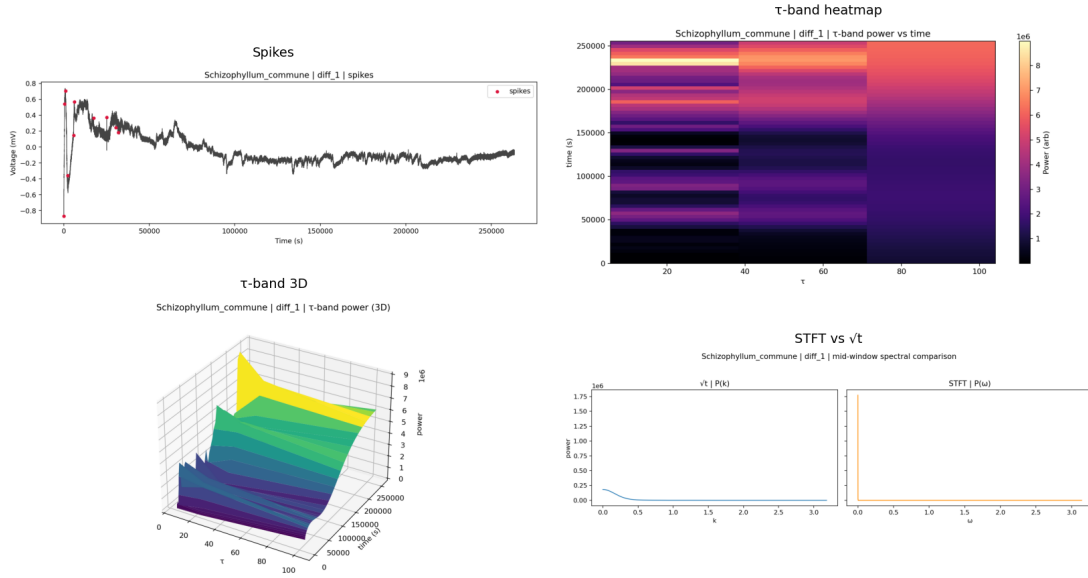 Spikes
Schizophyllum_commune | diff_1 | spikes
spikes
0.8
0.6
0.4
0.2
0.0
−0.2
−0.4
−0.6
−0.8
Voltage (mV)
0 50000 100000 150000 200000 250000
Time (s)
τ-band heatmap
Schizophyllum_commune | diff_1 | τ-band power vs time
1e6
250000
200000
150000
100000
50000
0
time (s)
20 40 60 80 100
τ
8
7
6
5
4
3
2
1
Power (arb)
τ-band 3D
Schizophyllum_commune | diff_1 | τ-band power (3D)
1e6
9
8
7
6
5
4
3
2
1
0
power
250000
200000
150000
100000
50000
0
time (s)
0 20 40 60 80 100
τ
STFT vs √t
Schizophyllum_commune | diff_1 | mid-window spectral comparison
√t | P(k)
1e6
1.75
1.50
1.25
1.00
0.75
0.50
0.25
0.00
power
0.0 0.5 1.0 1.5 2.0 2.5 3.0
k
STFT | P(ω)
0.0 0.5 1.0 1.5 2.0 2.5 3.0
ω